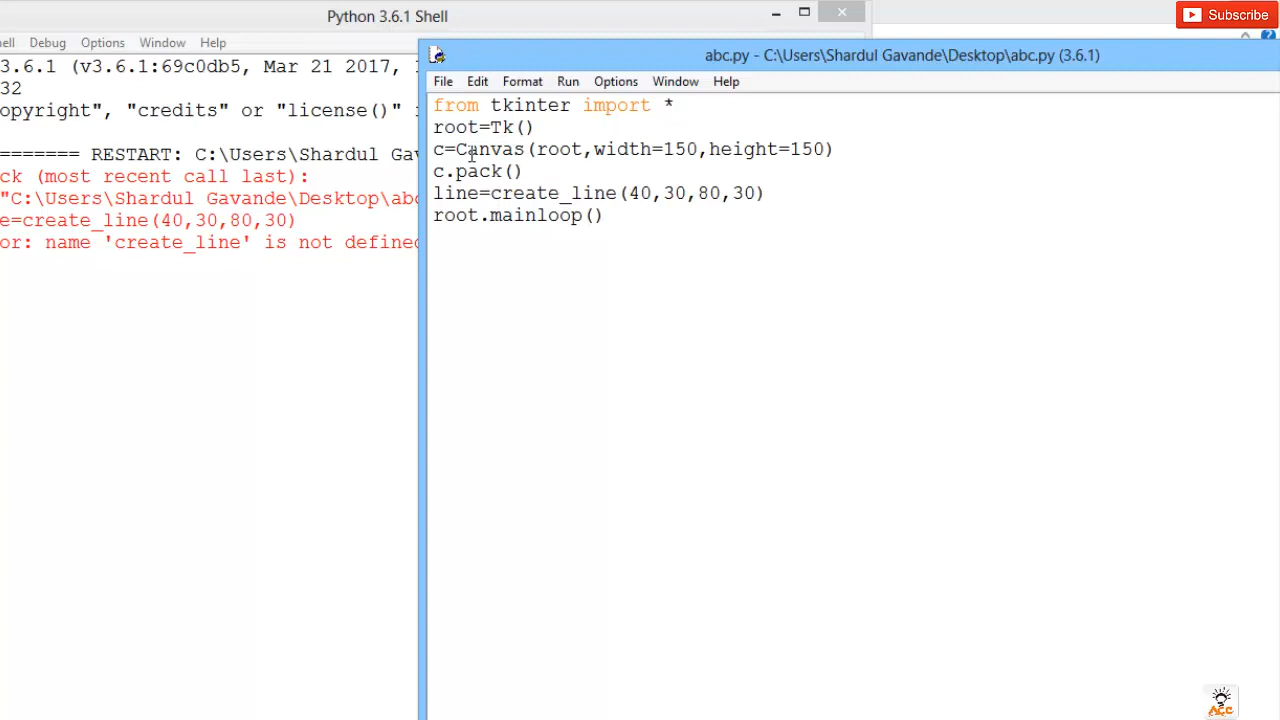 Python 3.6.1 Shell
Subscribe
ell Debug Options Window Help
3.6.1 (v3.6.1:69c0db5, Mar 21 2017, 1
32
opyright", "credits" or "license()" f
======= RESTART: C:\Users\Shardul Gav
ck (most recent call last):
"C:\Users\Shardul Gavande\Desktop\abc
e=create_line(40,30,80,30)
or: name 'create_line' is not defined
abc.py - C:\Users\Shardul Gavande\Desktop\abc.py (3.6.1)
File Edit Format Run Options Window Help
from tkinter import *
root=Tk()
c=Canvas(root,width=150,height=150)
c.pack()
line=create_line(40,30,80,30)
root.mainloop()
ACC